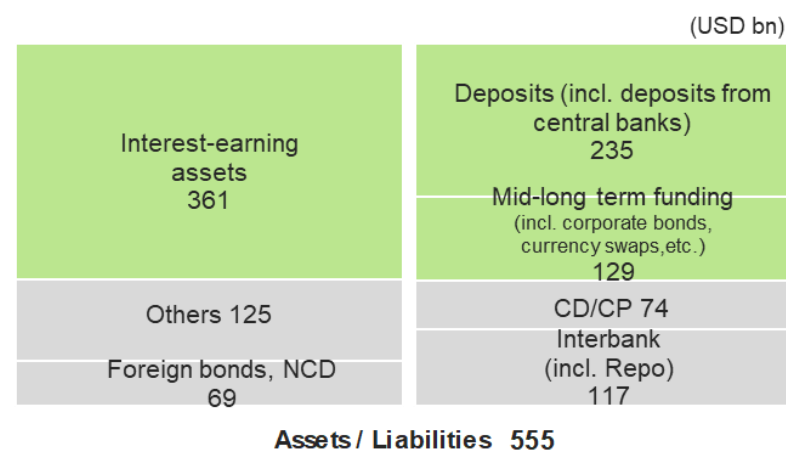 (USD bn)
Interest-earning
assets
361
Others 125
Foreign bonds, NCD
69
Deposits (incl. deposits from
central banks)
235
Mid-long term funding
(incl. corporate bonds,
currency swaps,etc.)
129
CD/CP 74
Interbank
(incl. Repo)
117
Assets / Liabilities 555